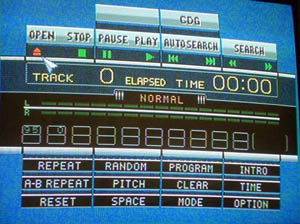 CDG
OPEN STOP PAUSE PLAY AUTOSEARCH SEARCH
TRACK 0 ELAPSED TIME 00:00
NORMAL
L
R
REPEAT RANDOM PROGRAM INTRO
A-B REPEAT PITCH CLEAR TIME
RESET SPACE MODE OPTION